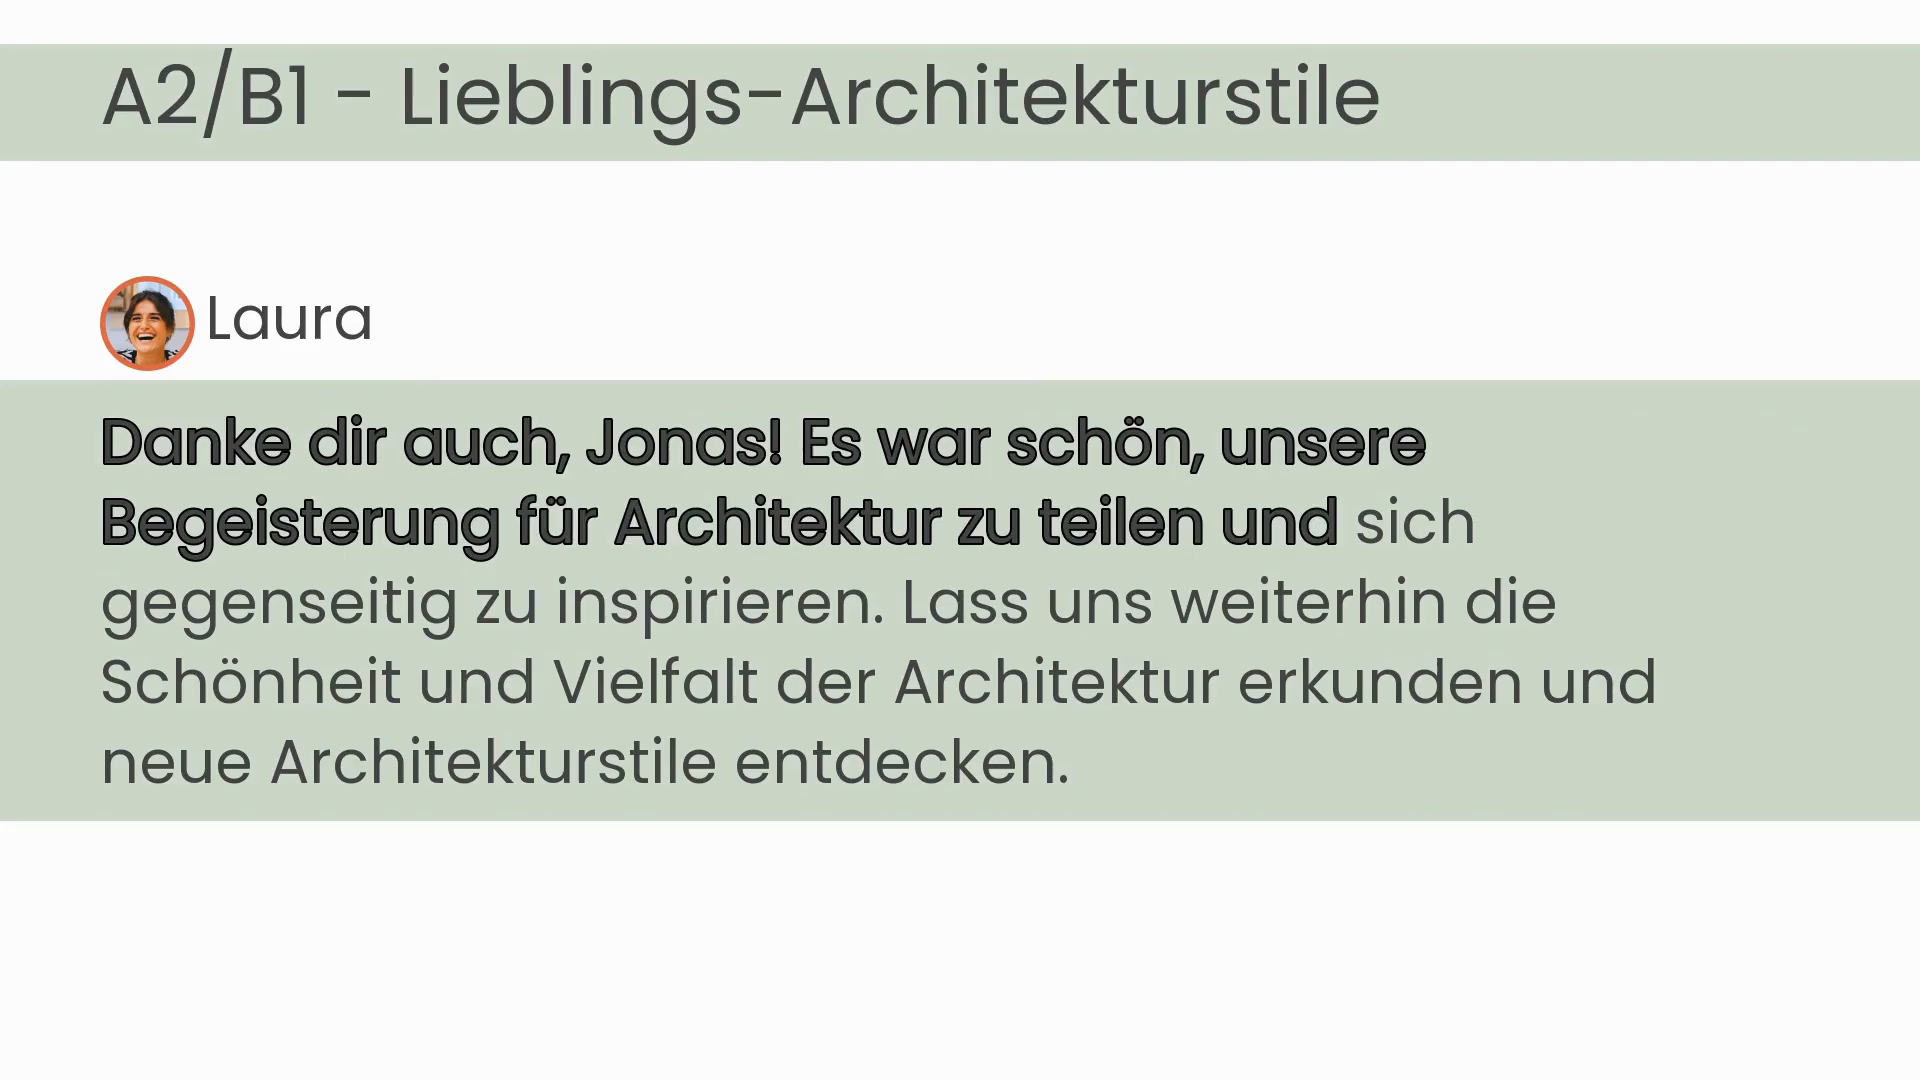 A2/B1 - Lieblings-Architekturstile
Laura
Danke dir auch, Jonas! Es war schön, unsere
Begeisterung für Architektur zu teilen und sich
gegenseitig zu inspirieren. Lass uns weiterhin die
Schönheit und Vielfalt der Architektur erkunden und
neue Architekturstile entdecken.